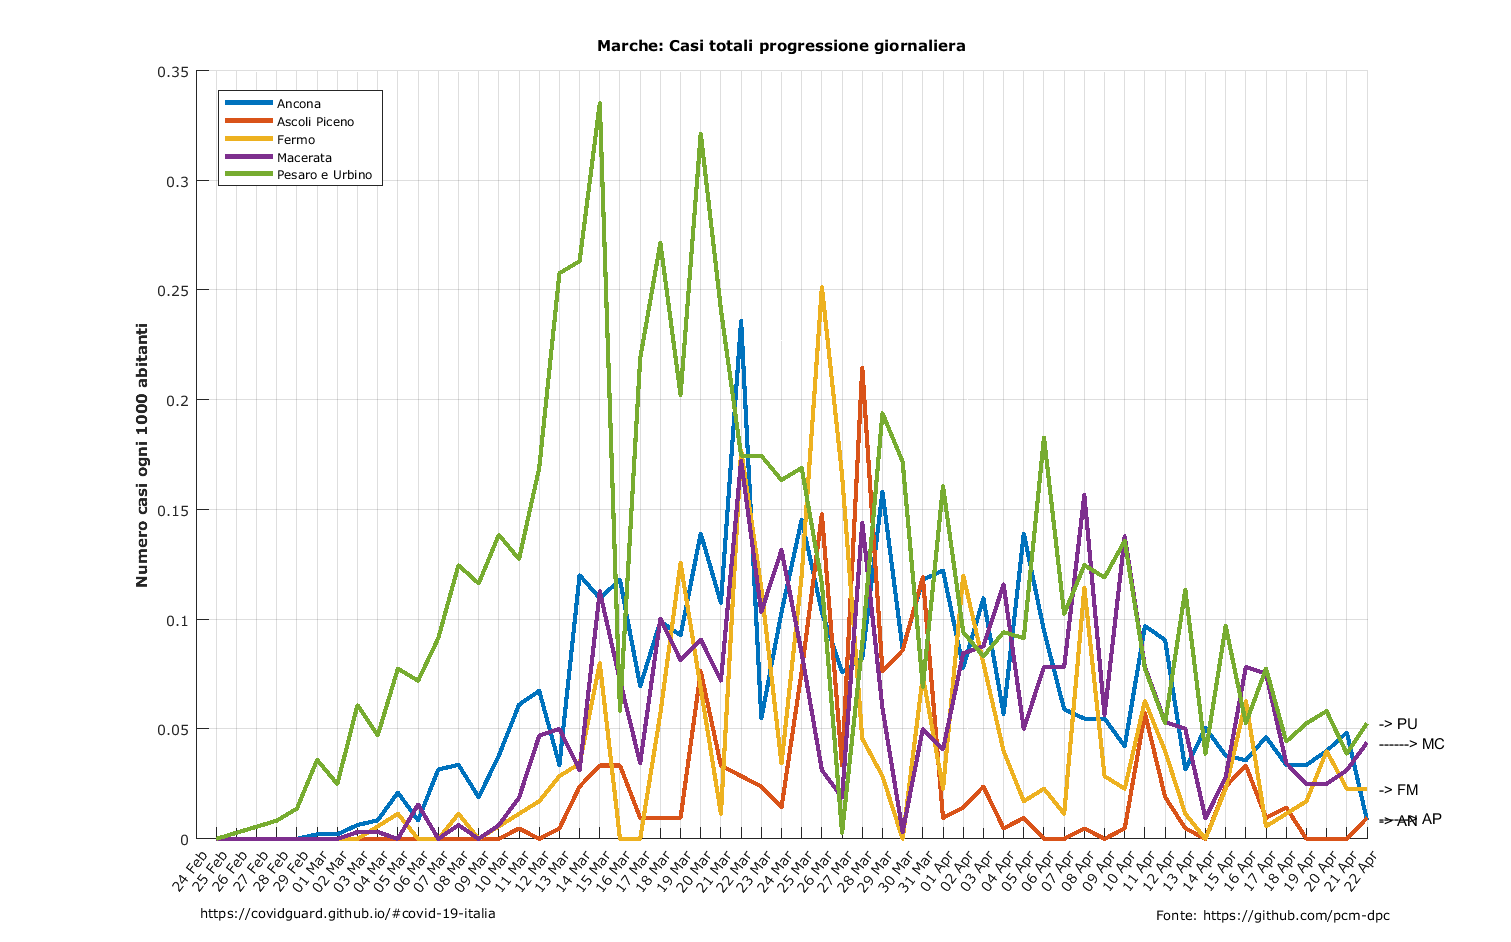 Marche: Casi totali progressione giornaliera
Numero casi ogni 1000 abitanti
0.35
0.3
0.25
0.2
0.15
0.1
0.05
0
Ancona
Ascoli Piceno
Fermo
Macerata
Pesaro e Urbino
-> PU
------> MC
-> FM
-> AN
------> AP
24 Feb
25 Feb
26 Feb
27 Feb
28 Feb
29 Feb
01 Mar
02 Mar
03 Mar
04 Mar
05 Mar
06 Mar
07 Mar
08 Mar
09 Mar
10 Mar
11 Mar
12 Mar
13 Mar
14 Mar
15 Mar
16 Mar
17 Mar
18 Mar
19 Mar
20 Mar
21 Mar
22 Mar
23 Mar
24 Mar
25 Mar
26 Mar
27 Mar
28 Mar
29 Mar
30 Mar
31 Mar
01 Apr
02 Apr
03 Apr
04 Apr
05 Apr
06 Apr
07 Apr
08 Apr
09 Apr
10 Apr
11 Apr
12 Apr
13 Apr
14 Apr
15 Apr
16 Apr
17 Apr
18 Apr
19 Apr
20 Apr
21 Apr
22 Apr
https://covidguard.github.io/#covid-19-italia
Fonte: https://github.com/pcm-dpc